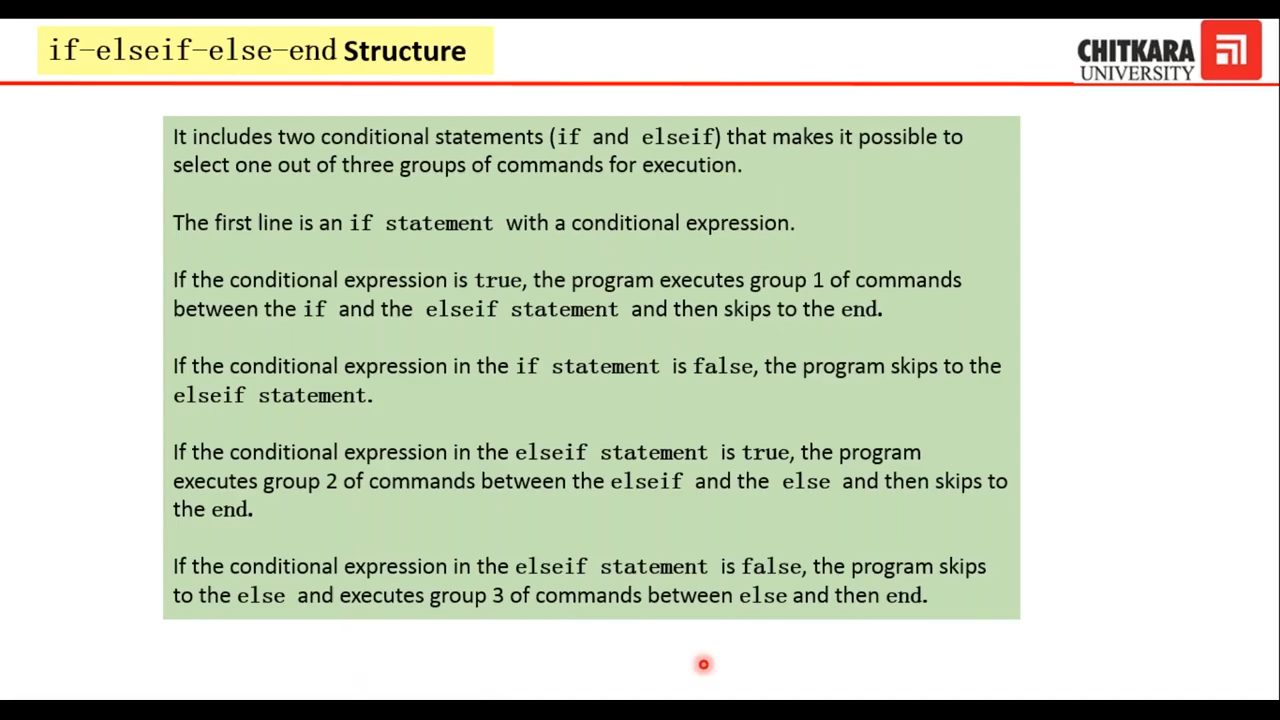 if-elseif-else-end Structure
CHITKARA
UNIVERSITY
It includes two conditional statements (if and elseif) that makes it possible to
select one out of three groups of commands for execution.
The first line is an if statement with a conditional expression.
If the conditional expression is true, the program executes group 1 of commands
between the if and the elseif statement and then skips to the end.
If the conditional expression in the if statement is false, the program skips to the
elseif statement.
If the conditional expression in the elseif statement is true, the program
executes group 2 of commands between the elseif and the else and then skips to
the end.
If the conditional expression in the elseif statement is false, the program skips
to the else and executes group 3 of commands between else and then end.